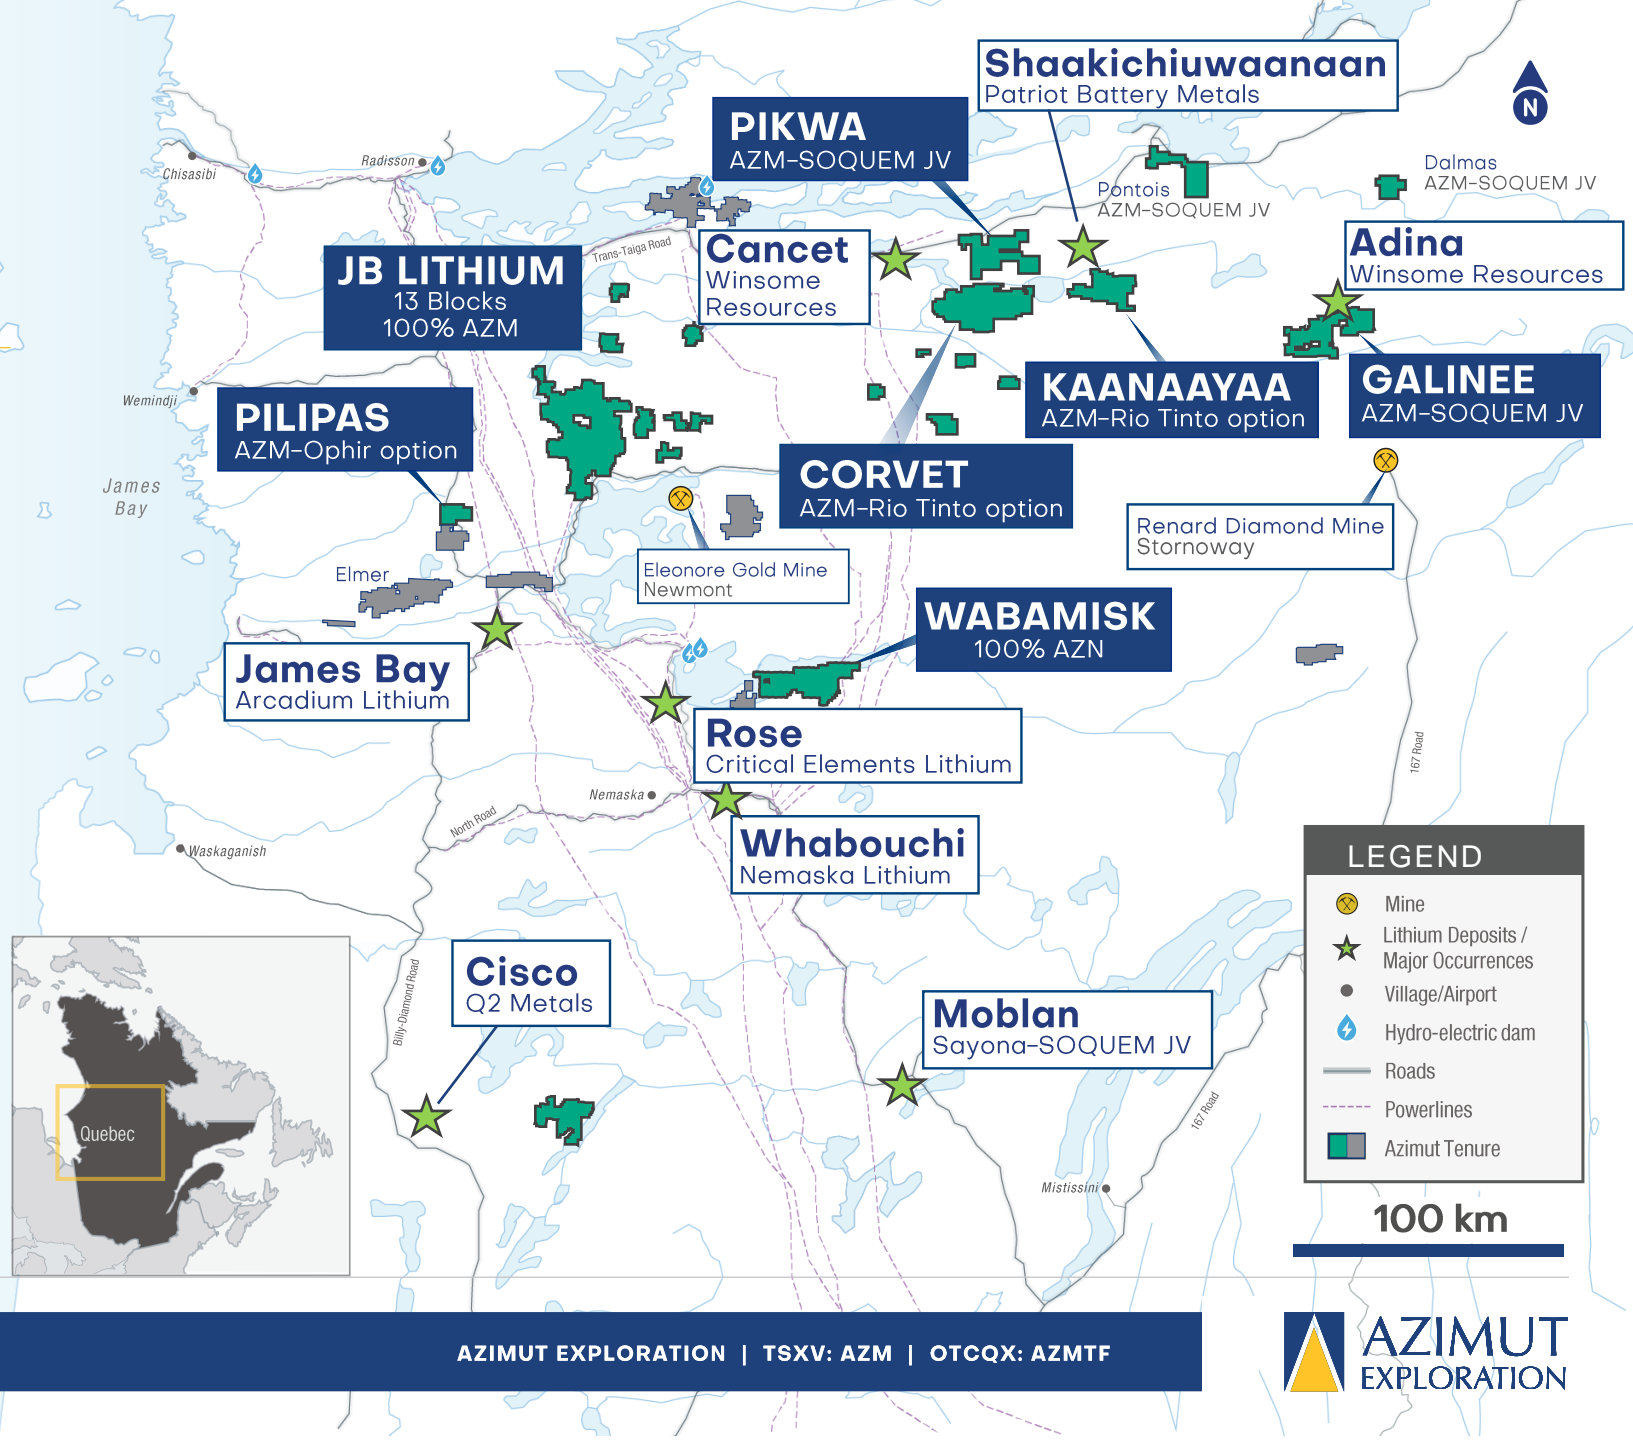 Shaakichiuwaanaan
Patriot Battery Metals
N
PIKWA
AZM-SOQUEM JV
Radisson
Chisasibi
Dalmas
AZM-SOQUEM JV
Pontois
AZM-SOQUEM JV
Trans-Taiga Road
Cancet
Winsome
Resources
Adina
Winsome Resources
JB LITHIUM
13 Blocks
100% AZM
KAANAAYAA
AZM-Rio Tinto option
GALINEE
AZM-SOQUEM JV
Wemindji
PILIPAS
AZM-Ophir option
CORVET
AZM-Rio Tinto option
James
Bay
Renard Diamond Mine
Stornoway
Elmer
Eleonore Gold Mine
Newmont
WABAMISK
100% AZN
James Bay
Arcadium Lithium
Rose
Critical Elements Lithium
167 Road
Nemaska
North Road
Waskaganish
Whabouchi
Nemaska Lithium
LEGEND
Mine
Lithium Deposits /
Major Occurrences
Village/Airport
Hydro-electric dam
Roads
Powerlines
Azimut Tenure
Cisco
Q2 Metals
Billy-Diamond Road
Moblan
Sayona-SOQUEM JV
167 Road
Quebec
Mistissini
100 km
AZIMUT EXPLORATION | TSXV: AZM | OTCQX: AZMTF
AZIMUT
EXPLORATION